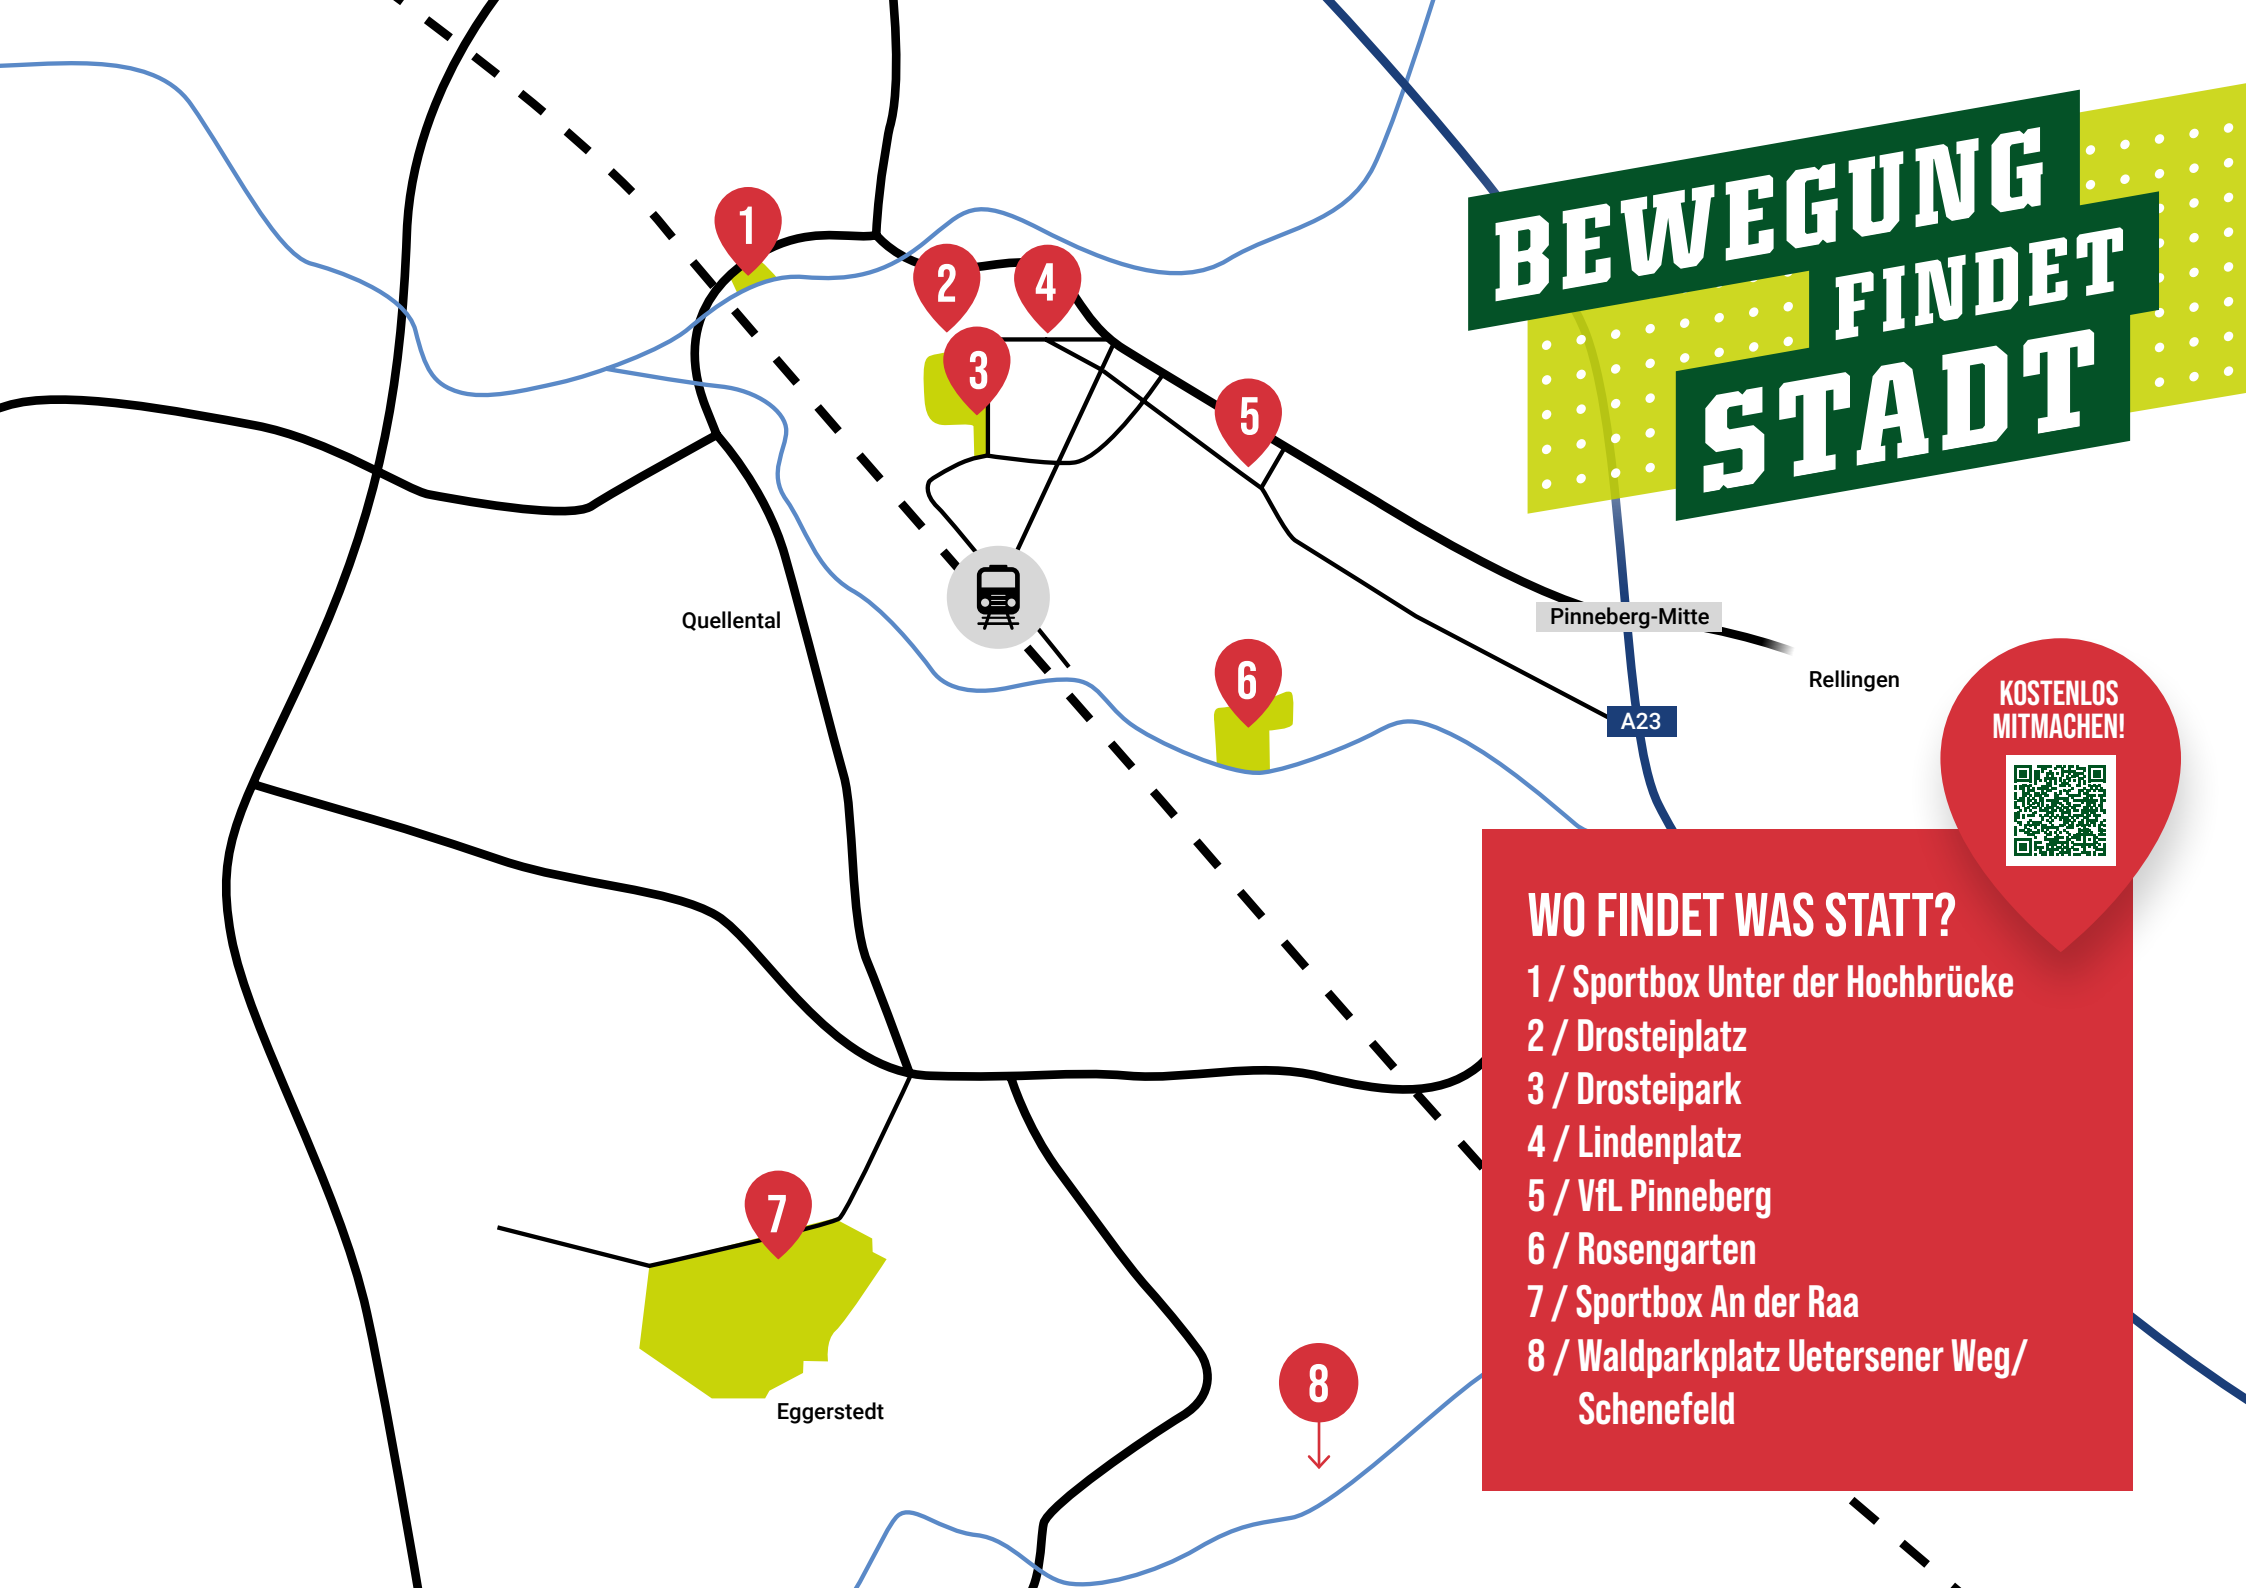 BEWEGUNG
FINDET
STADT
1
2
4
3
5
Quellental
Pinneberg-Mitte
Rellingen
6
A23
KOSTENLOS
MITMACHEN!
WO FINDET WAS STATT?
1 / Sportbox Unter der Hochbrücke
2 / Drosteiplatz
3 / Drosteipark
4 / Lindenplatz
5 / VfL Pinneberg
6 / Rosengarten
7 / Sportbox An der Raa
8 / Waldparkplatz Uetersener Weg/
Schenefeld
7
Eggerstedt
8